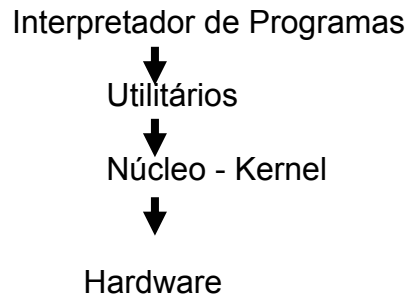 Interpretador de Programas
Utilitários
Núcleo - Kernel
Hardware